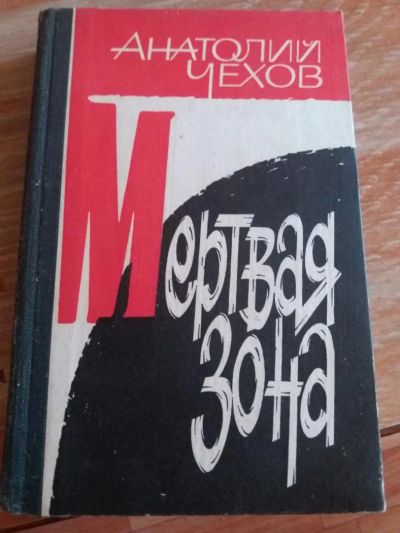 Анатолий
Чехов
Мертвая
зона